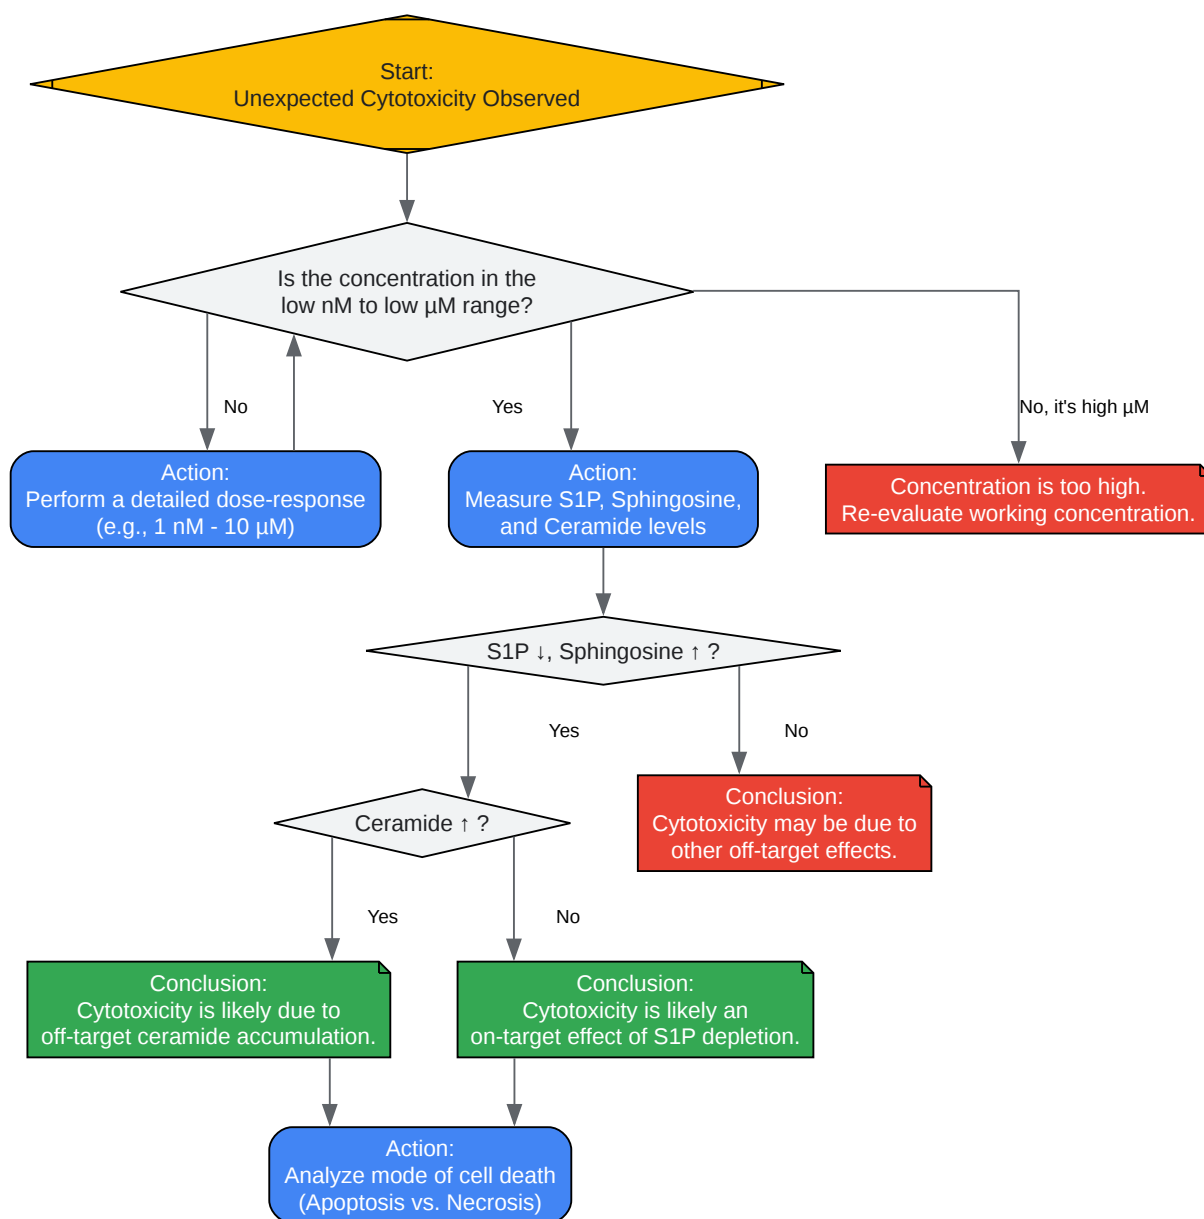 Start:
Unexpected Cytotoxicity Observed
Is the concentration in the
low nM to low µM range?
No
Yes
No, it's high µM
Action:
Perform a detailed dose-response
(e.g., 1 nM - 10 µM)
Action:
Measure S1P, Sphingosine,
and Ceramide levels
Concentration is too high.
Re-evaluate working concentration.
S1P ↓, Sphingosine ↑ ?
Yes
No
Ceramide ↑ ?
Conclusion:
Cytotoxicity may be due to
other off-target effects.
Yes
No
Conclusion:
Cytotoxicity is likely due to
off-target ceramide accumulation.
Conclusion:
Cytotoxicity is likely an
on-target effect of S1P depletion.
Action:
Analyze mode of cell death
(Apoptosis vs. Necrosis)